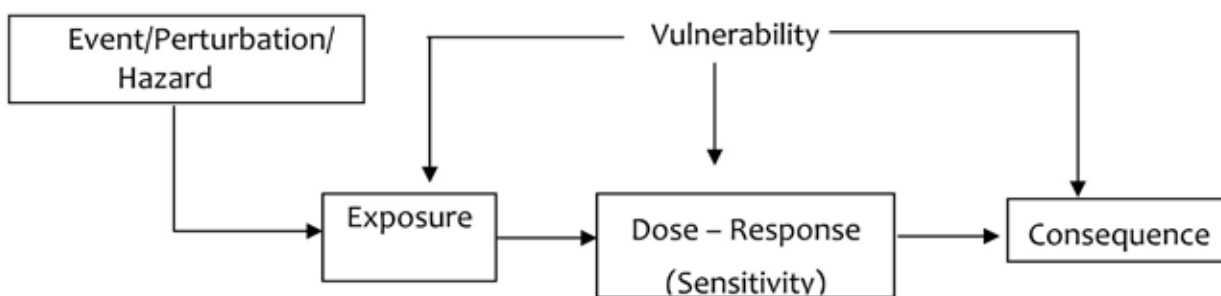 Event/Perturbation/
Hazard
Vulnerability
Exposure
Dose – Response
(Sensitivity)
Consequence